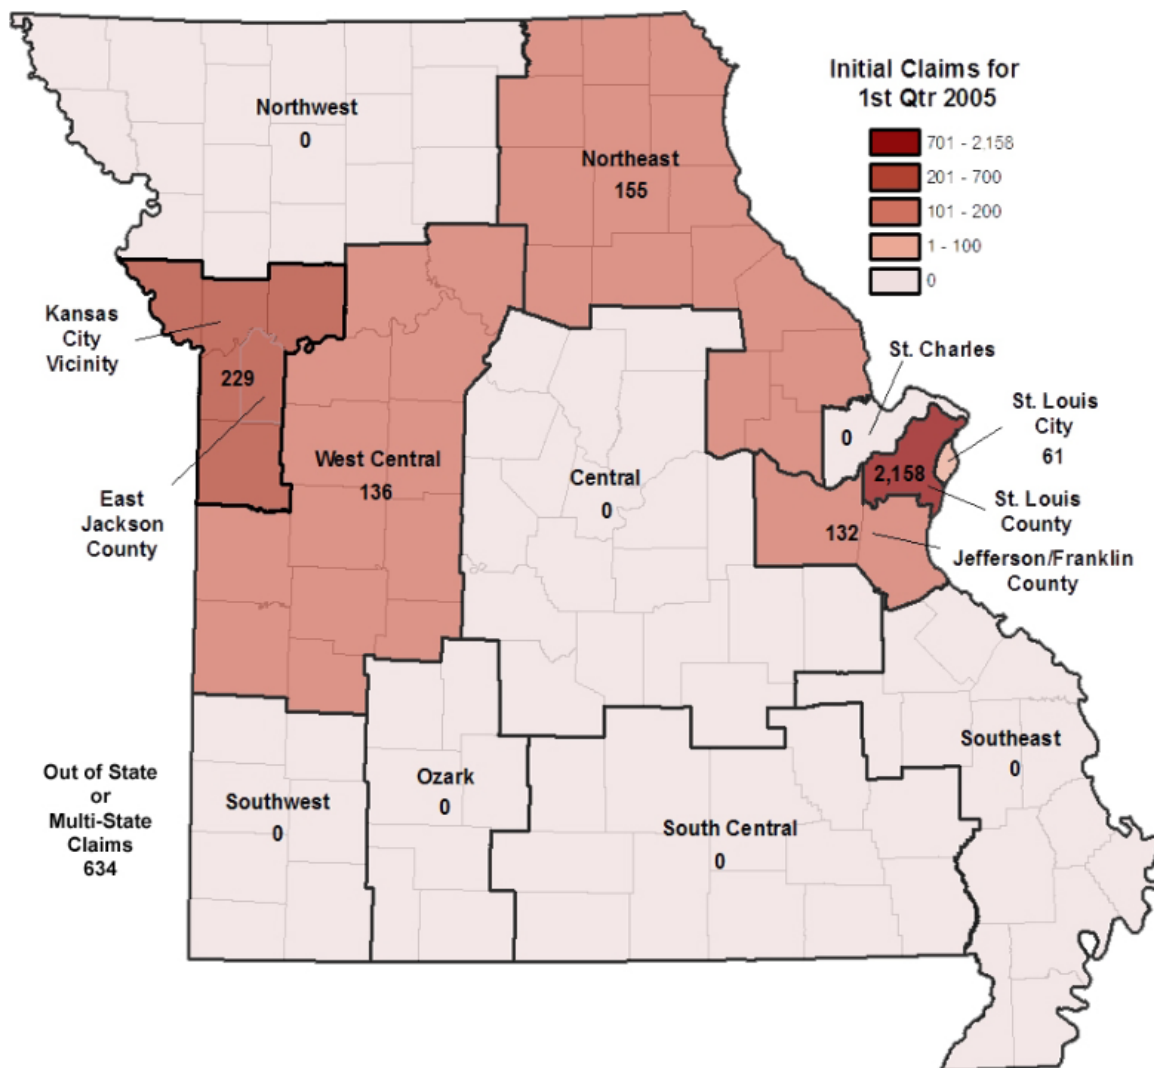 Initial Claims for
1st Qtr 2005
701 - 2,158
201 - 700
101 - 200
1 - 100
0
Northwest
0
Northeast
155
Kansas
City
Vicinity
229
East
Jackson
County
West Central
136
Central
0
St. Charles
0
St. Louis
City
61
2,158
St. Louis
County
132
Jefferson/Franklin
County
Out of State
or
Multi-State
Claims
634
Southwest
0
Ozark
0
South Central
0
Southeast
0